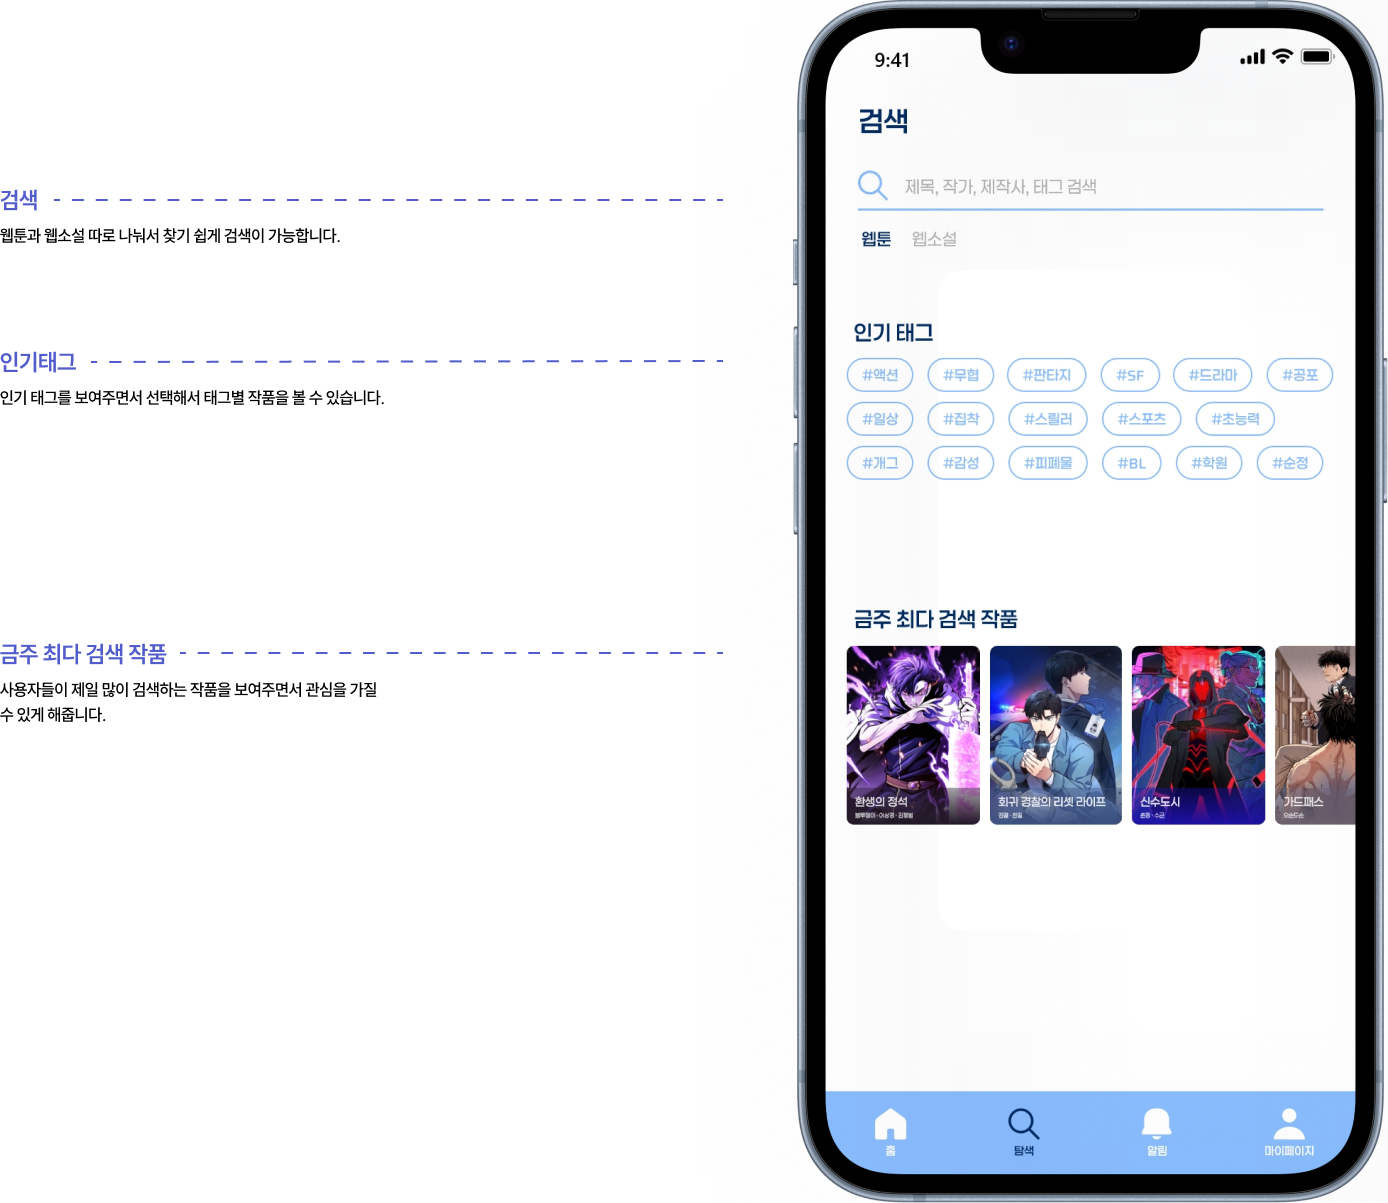 검색
웹툰과 웹소설 따로 나눠서 찾기 쉽게 검색이 가능합니다.
인기태그
인기 태그를 보여주면서 선택해서 태그별 작품을 볼 수 있습니다.
금주 최다 검색 작품
사용자들이 제일 많이 검색하는 작품을 보여주면서 관심을 가질
수 있게 해줍니다.
9:41
검색
제목, 작가, 제작사, 태그 검색
웹툰 웹소설
인기 태그
#액션 #무협 #판타지 #SF #드라마 #공포
#일상 #집착 #스릴러 #스포츠 #초능력
#개그 #감성 #피폐물 #BL #학원 #순정
금주 최다 검색 작품
환생의 정석 회귀 경찰의 리셋 라이프 신수도시 가드패스
홈 탐색 알림 마이페이지